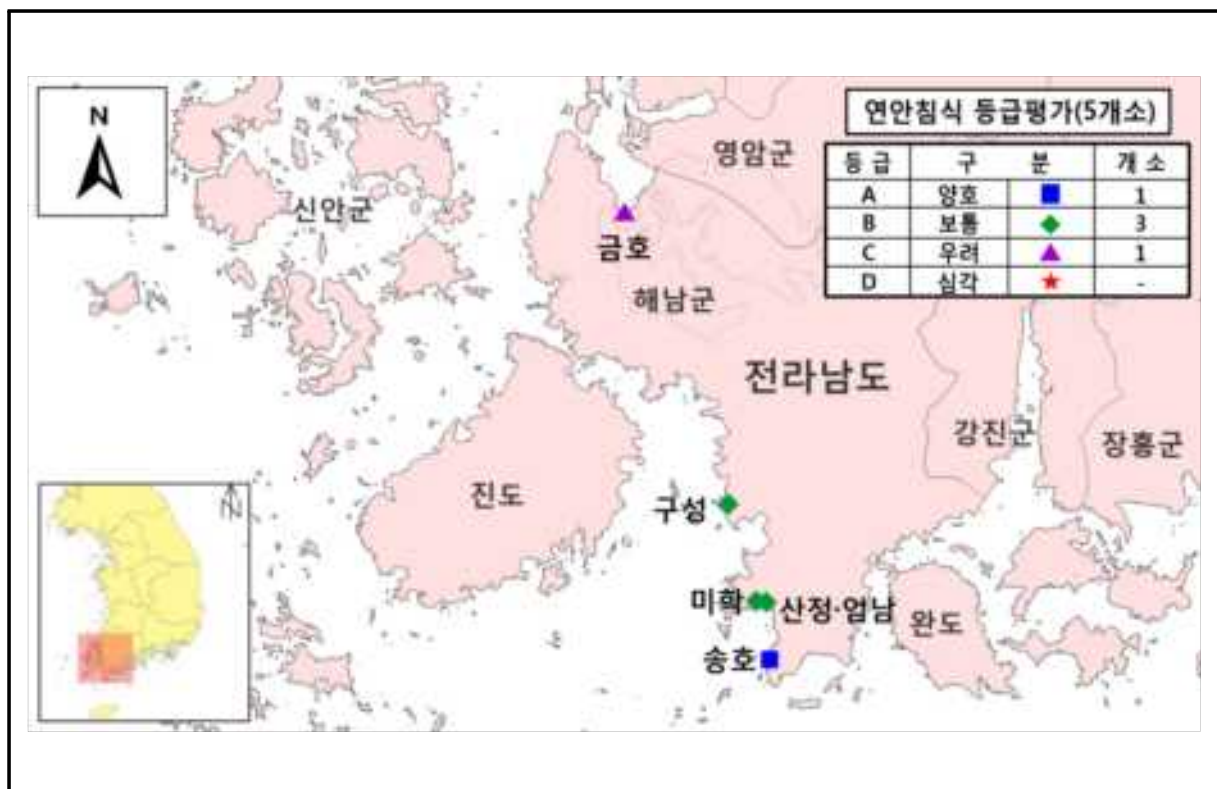 N
연안침식 등급평가(5개소)
등 급 구 분 개 소
A 양호 1
B 보통 3
C 우려 1
D 심각 -
영암군
신안군
금호
해남군
전라남도
강진군
장흥군
진도
구성
미학
산정·엄남
완도
송호
N